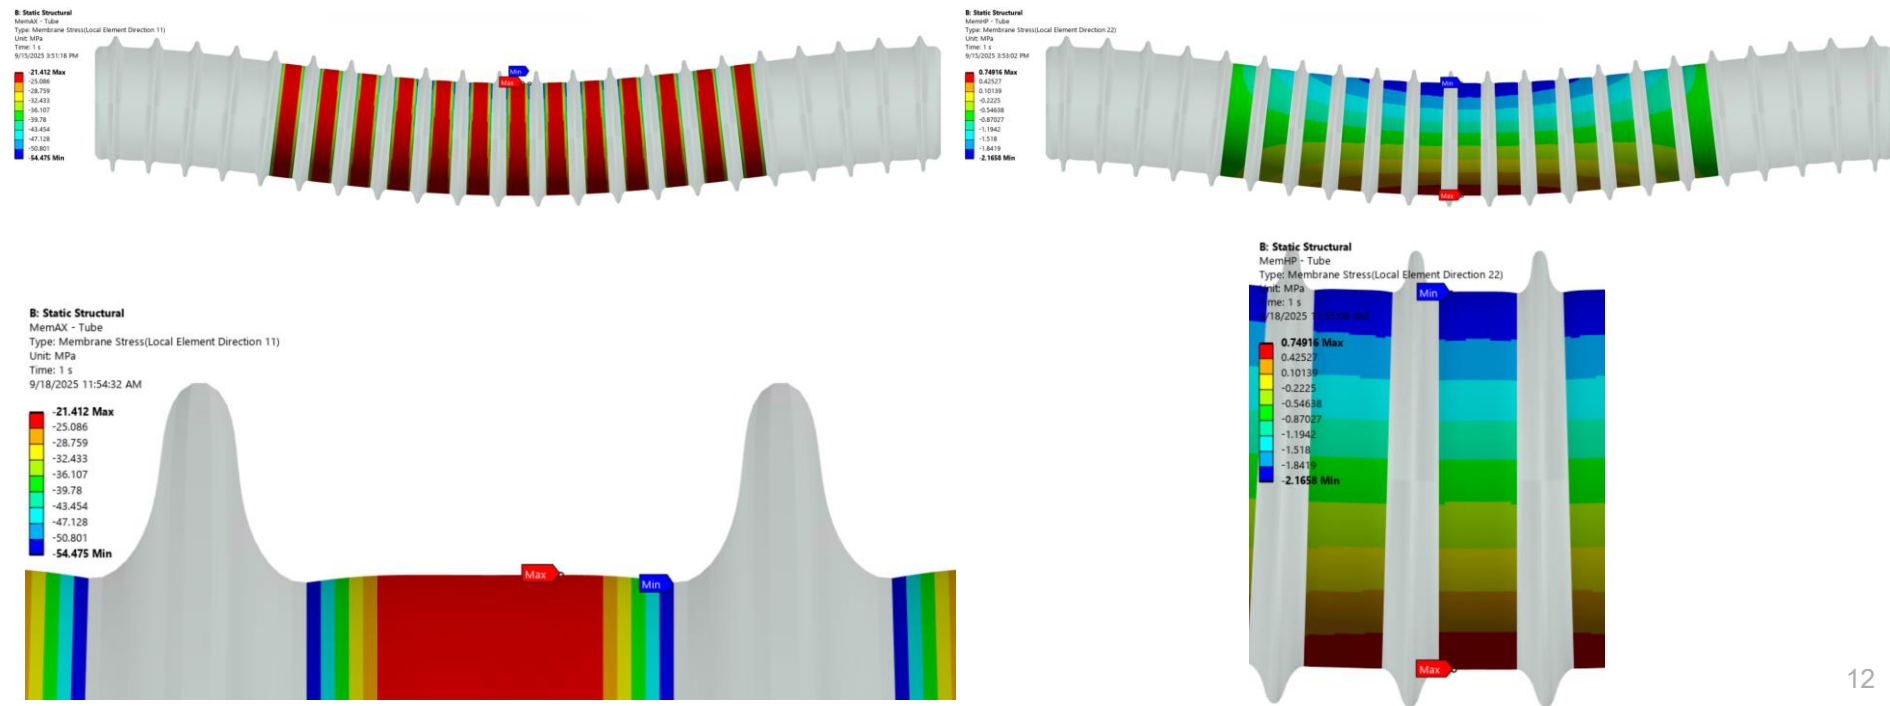 B: Static Structural
MemAX - Tube
Type: Membrane Stress(Local Element Direction 11)
Unit: MPa
Time: 1 s
9/15/2025 3:51:18 PM
-21.412 Max
-25.086
-28.759
-32.433
-36.107
-39.78
-43.454
-47.128
-50.801
-54.475 Min
Min
Max
B: Static Structural
MemHP - Tube
Type: Membrane Stress(Local Element Direction 22)
Unit: MPa
Time: 1 s
9/15/2025 3:53:02 PM
0.74916 Max
0.42527
0.10139
-0.2225
-0.54638
-0.87027
-1.1942
-1.518
-1.8419
-2.1658 Min
Min
Max
B: Static Structural
MemAX - Tube
Type: Membrane Stress(Local Element Direction 11)
Unit: MPa
Time: 1 s
9/18/2025 11:54:32 AM
-21.412 Max
-25.086
-28.759
-32.433
-36.107
-39.78
-43.454
-47.128
-50.801
-54.475 Min
Max
Min
B: Static Structural
MemHP - Tube
Type: Membrane Stress(Local Element Direction 22)
Unit: MPa
Time: 1 s
0.74916 Max
0.42527
0.10139
-0.2225
-0.54638
-0.87027
-1.1942
-1.518
-1.8419
-2.1658 Min
Min
Max
12